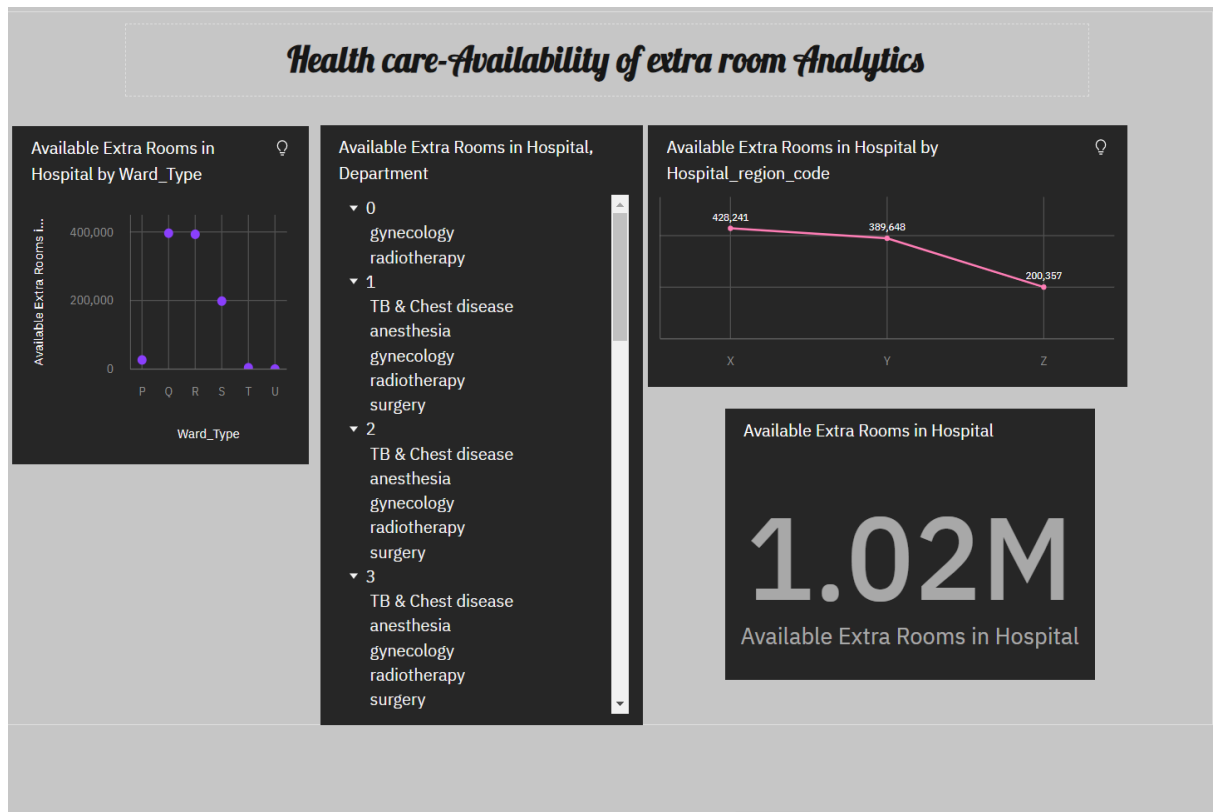 Health care-Availability of extra room Analytics
Available Extra Rooms in
Hospital by Ward_Type
Available Extra Rooms i...
400,000
200,000
0
P Q R S T U
Ward_Type
Available Extra Rooms in Hospital,
Department
0
gynecology
radiotherapy
1
TB & Chest disease
anesthesia
gynecology
radiotherapy
surgery
2
TB & Chest disease
anesthesia
gynecology
radiotherapy
surgery
3
TB & Chest disease
anesthesia
gynecology
radiotherapy
surgery
Available Extra Rooms in Hospital by
Hospital_region_code
428,241
389,648
200,357
X Y Z
Available Extra Rooms in Hospital
1.02M
Available Extra Rooms in Hospital